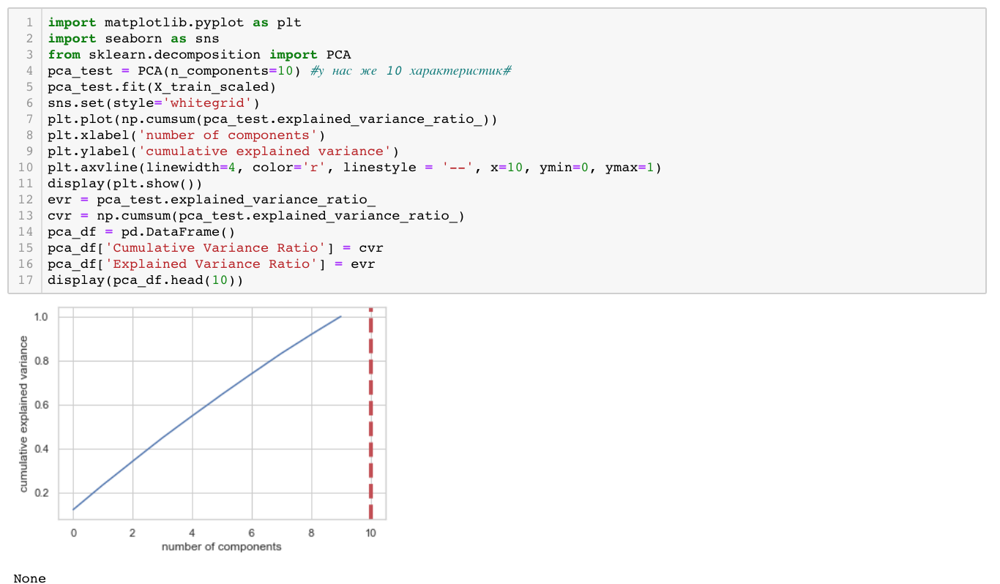 1 import matplotlib.pyplot as plt
2 import seaborn as sns
3 from sklearn.decomposition import PCA
4 pca_test = PCA(n_components=10) #у нас же 10 характеристик#
5 pca_test.fit(X_train_scaled)
6 sns.set(style='whitegrid')
7 plt.plot(np.cumsum(pca_test.explained_variance_ratio_))
8 plt.xlabel('number of components')
9 plt.ylabel('cumulative explained variance')
10 plt.axvline(linewidth=4, color='r', linestyle = '--', x=10, ymin=0, ymax=1)
11 display(plt.show())
12 evr = pca_test.explained_variance_ratio_
13 cvr = np.cumsum(pca_test.explained_variance_ratio_)
14 pca_df = pd.DataFrame()
15 pca_df['Cumulative Variance Ratio'] = cvr
16 pca_df['Explained Variance Ratio'] = evr
17 display(pca_df.head(10))
cumulative explained variance
1.0
0.8
0.6
0.4
0.2
0 2 4 6 8 10
number of components
None